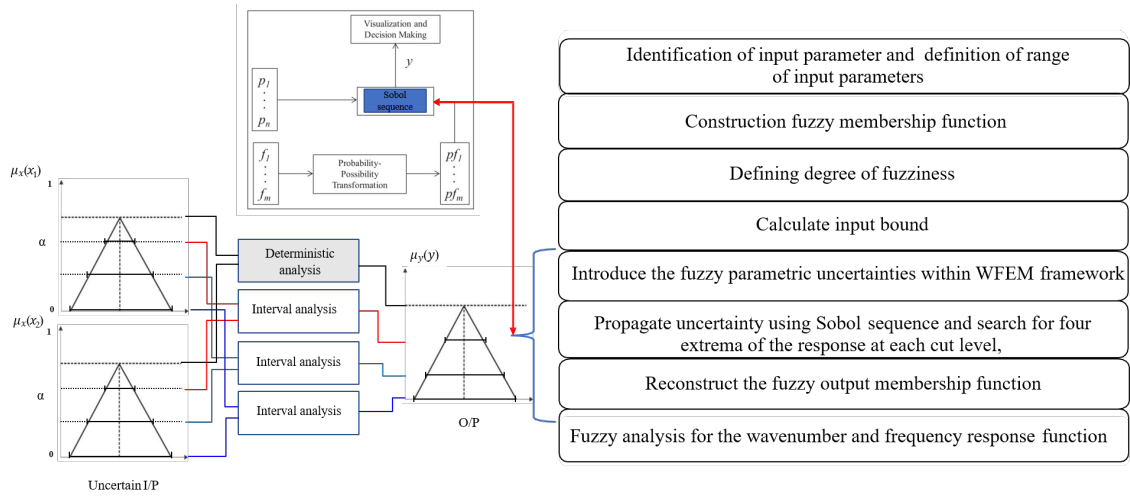 Visualization and
Decision Making
y
p1
pn
Sobol
sequence
f1
fm
Probability-
Possibility
Transformation
pf1
pfm
μx(x1)
1
α
0
μx(x2)
1
α
0
Uncertain I/P
Deterministic
analysis
Interval analysis
Interval analysis
Interval analysis
μy(y)
O/P
Identification of input parameter and definition of range
of input parameters
Construction fuzzy membership function
Defining degree of fuzziness
Calculate input bound
Introduce the fuzzy parametric uncertainties within WFEM framework
Propagate uncertainty using Sobol sequence and search for four
extrema of the response at each cut level,
Reconstruct the fuzzy output membership function
Fuzzy analysis for the wavenumber and frequency response function